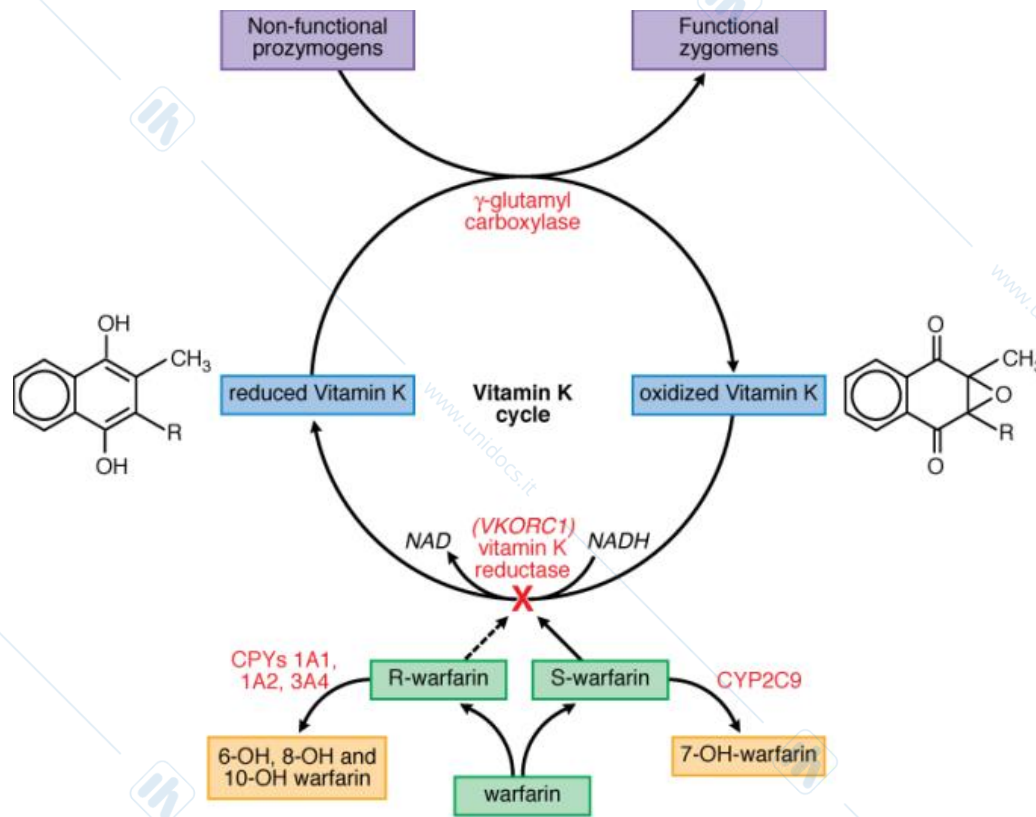 Non-functional
prozymogens
Functional
zygomens
γ-glutamyl
carboxylase
OH
CH3
R
OH
reduced Vitamin K
Vitamin K
cycle
oxidized Vitamin K
O
CH3
O
R
O
NAD
(VKORC1)
vitamin K
reductase
NADH
X
CPYs 1A1,
1A2, 3A4
R-warfarin
S-warfarin
CYP2C9
6-OH, 8-OH and
10-OH warfarin
7-OH-warfarin
warfarin
www.unidocs.it
www.u